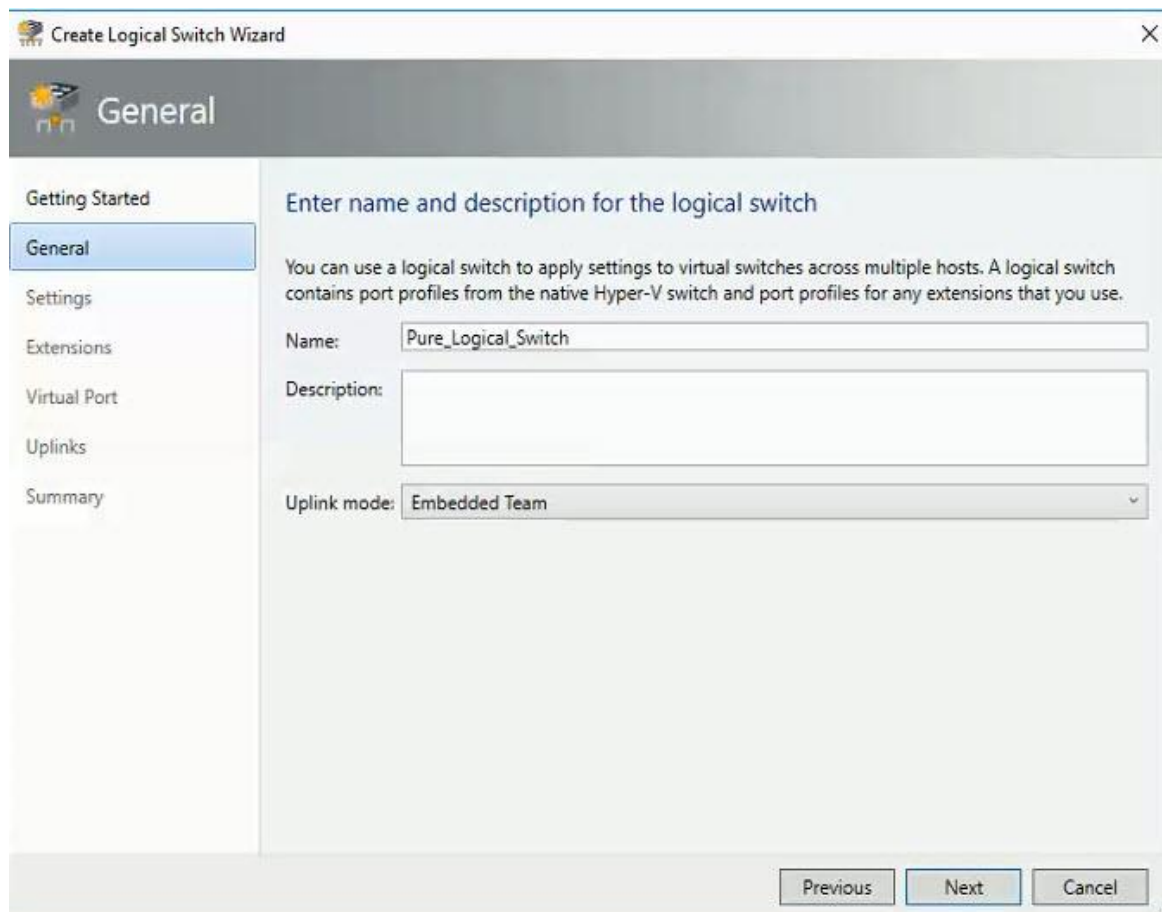 Create Logical Switch Wizard
General
Getting Started
General
Settings
Extensions
Virtual Port
Uplinks
Summary
Enter name and description for the logical switch
You can use a logical switch to apply settings to virtual switches across multiple hosts. A logical switch
contains port profiles from the native Hyper-V switch and port profiles for any extensions that you use.
Name: Pure_Logical_Switch
Description:
Uplink mode: Embedded Team
Previous Next Cancel